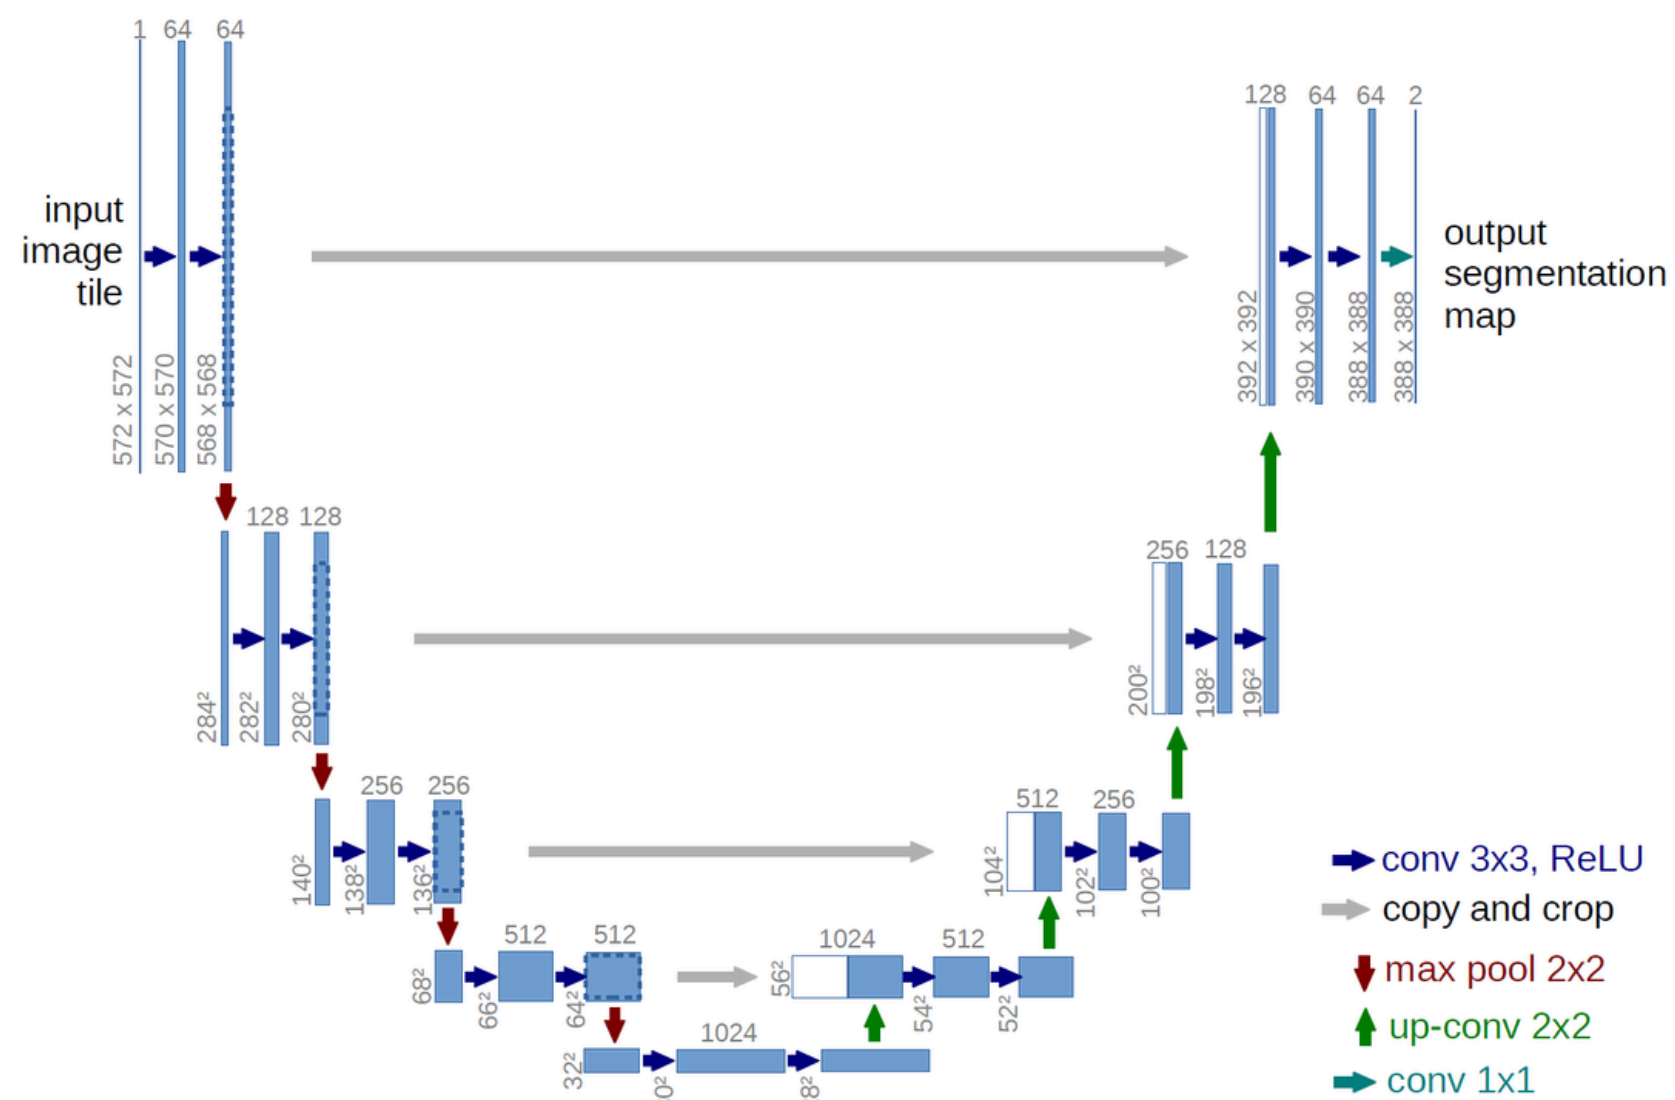 1 64 64
128 64 64 2
input
image
tile
output
segmentation
map
572 x 572
570 x 570
568 x 568
392 x 392
390 x 390
388 x 388
388 x 388
128 128
256 128
284²
282²
280²
200²
198²
196²
256 256
512 256
140²
138²
136²
104²
102²
100²
512 512
1024 512
68²
66²
64²
56²
54²
52²
1024
32²
conv 3x3, ReLU
copy and crop
max pool 2x2
up-conv 2x2
conv 1x1